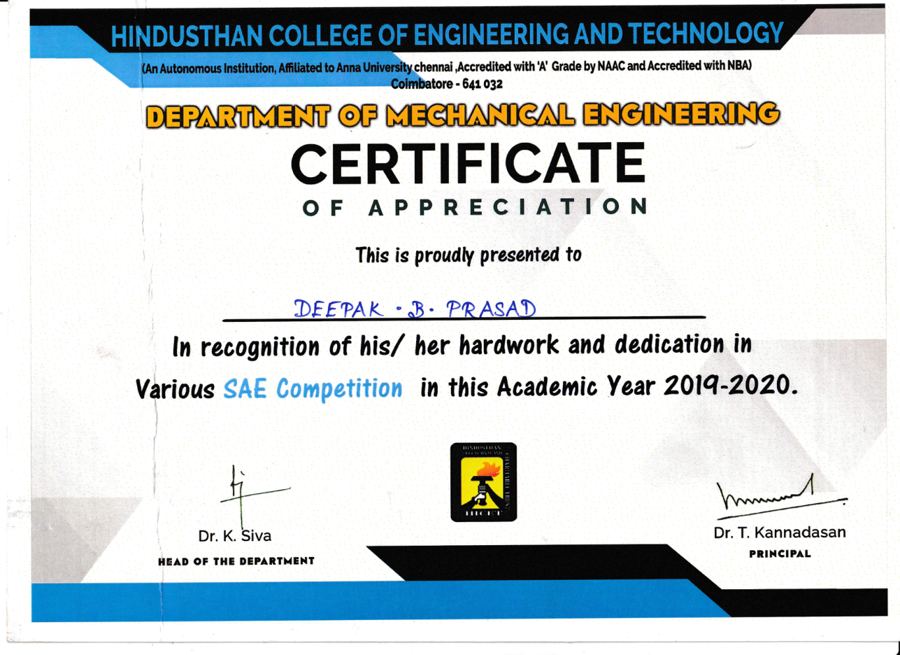 HINDUSTHAN COLLEGE OF ENGINEERING AND TECHNOLOGY
(An Autonomous Institution, Affiliated to Anna University chennai ,Accredited with 'A' Grade by NAAC and Accredited with NBA)
Coimbatore - 641 032
DEPARTMENT OF MECHANICAL ENGINEERING
CERTIFICATE
OF APPRECIATION
This is proudly presented to
DEEPAK . B . PRASAD
In recognition of his/ her hardwork and dedication in
Various SAE Competition in this Academic Year 2019-2020.
HINDUSTHAN
Dr. K. Siva
HEAD OF THE DEPARTMENT
Dr. T. Kannadasan
PRINCIPAL